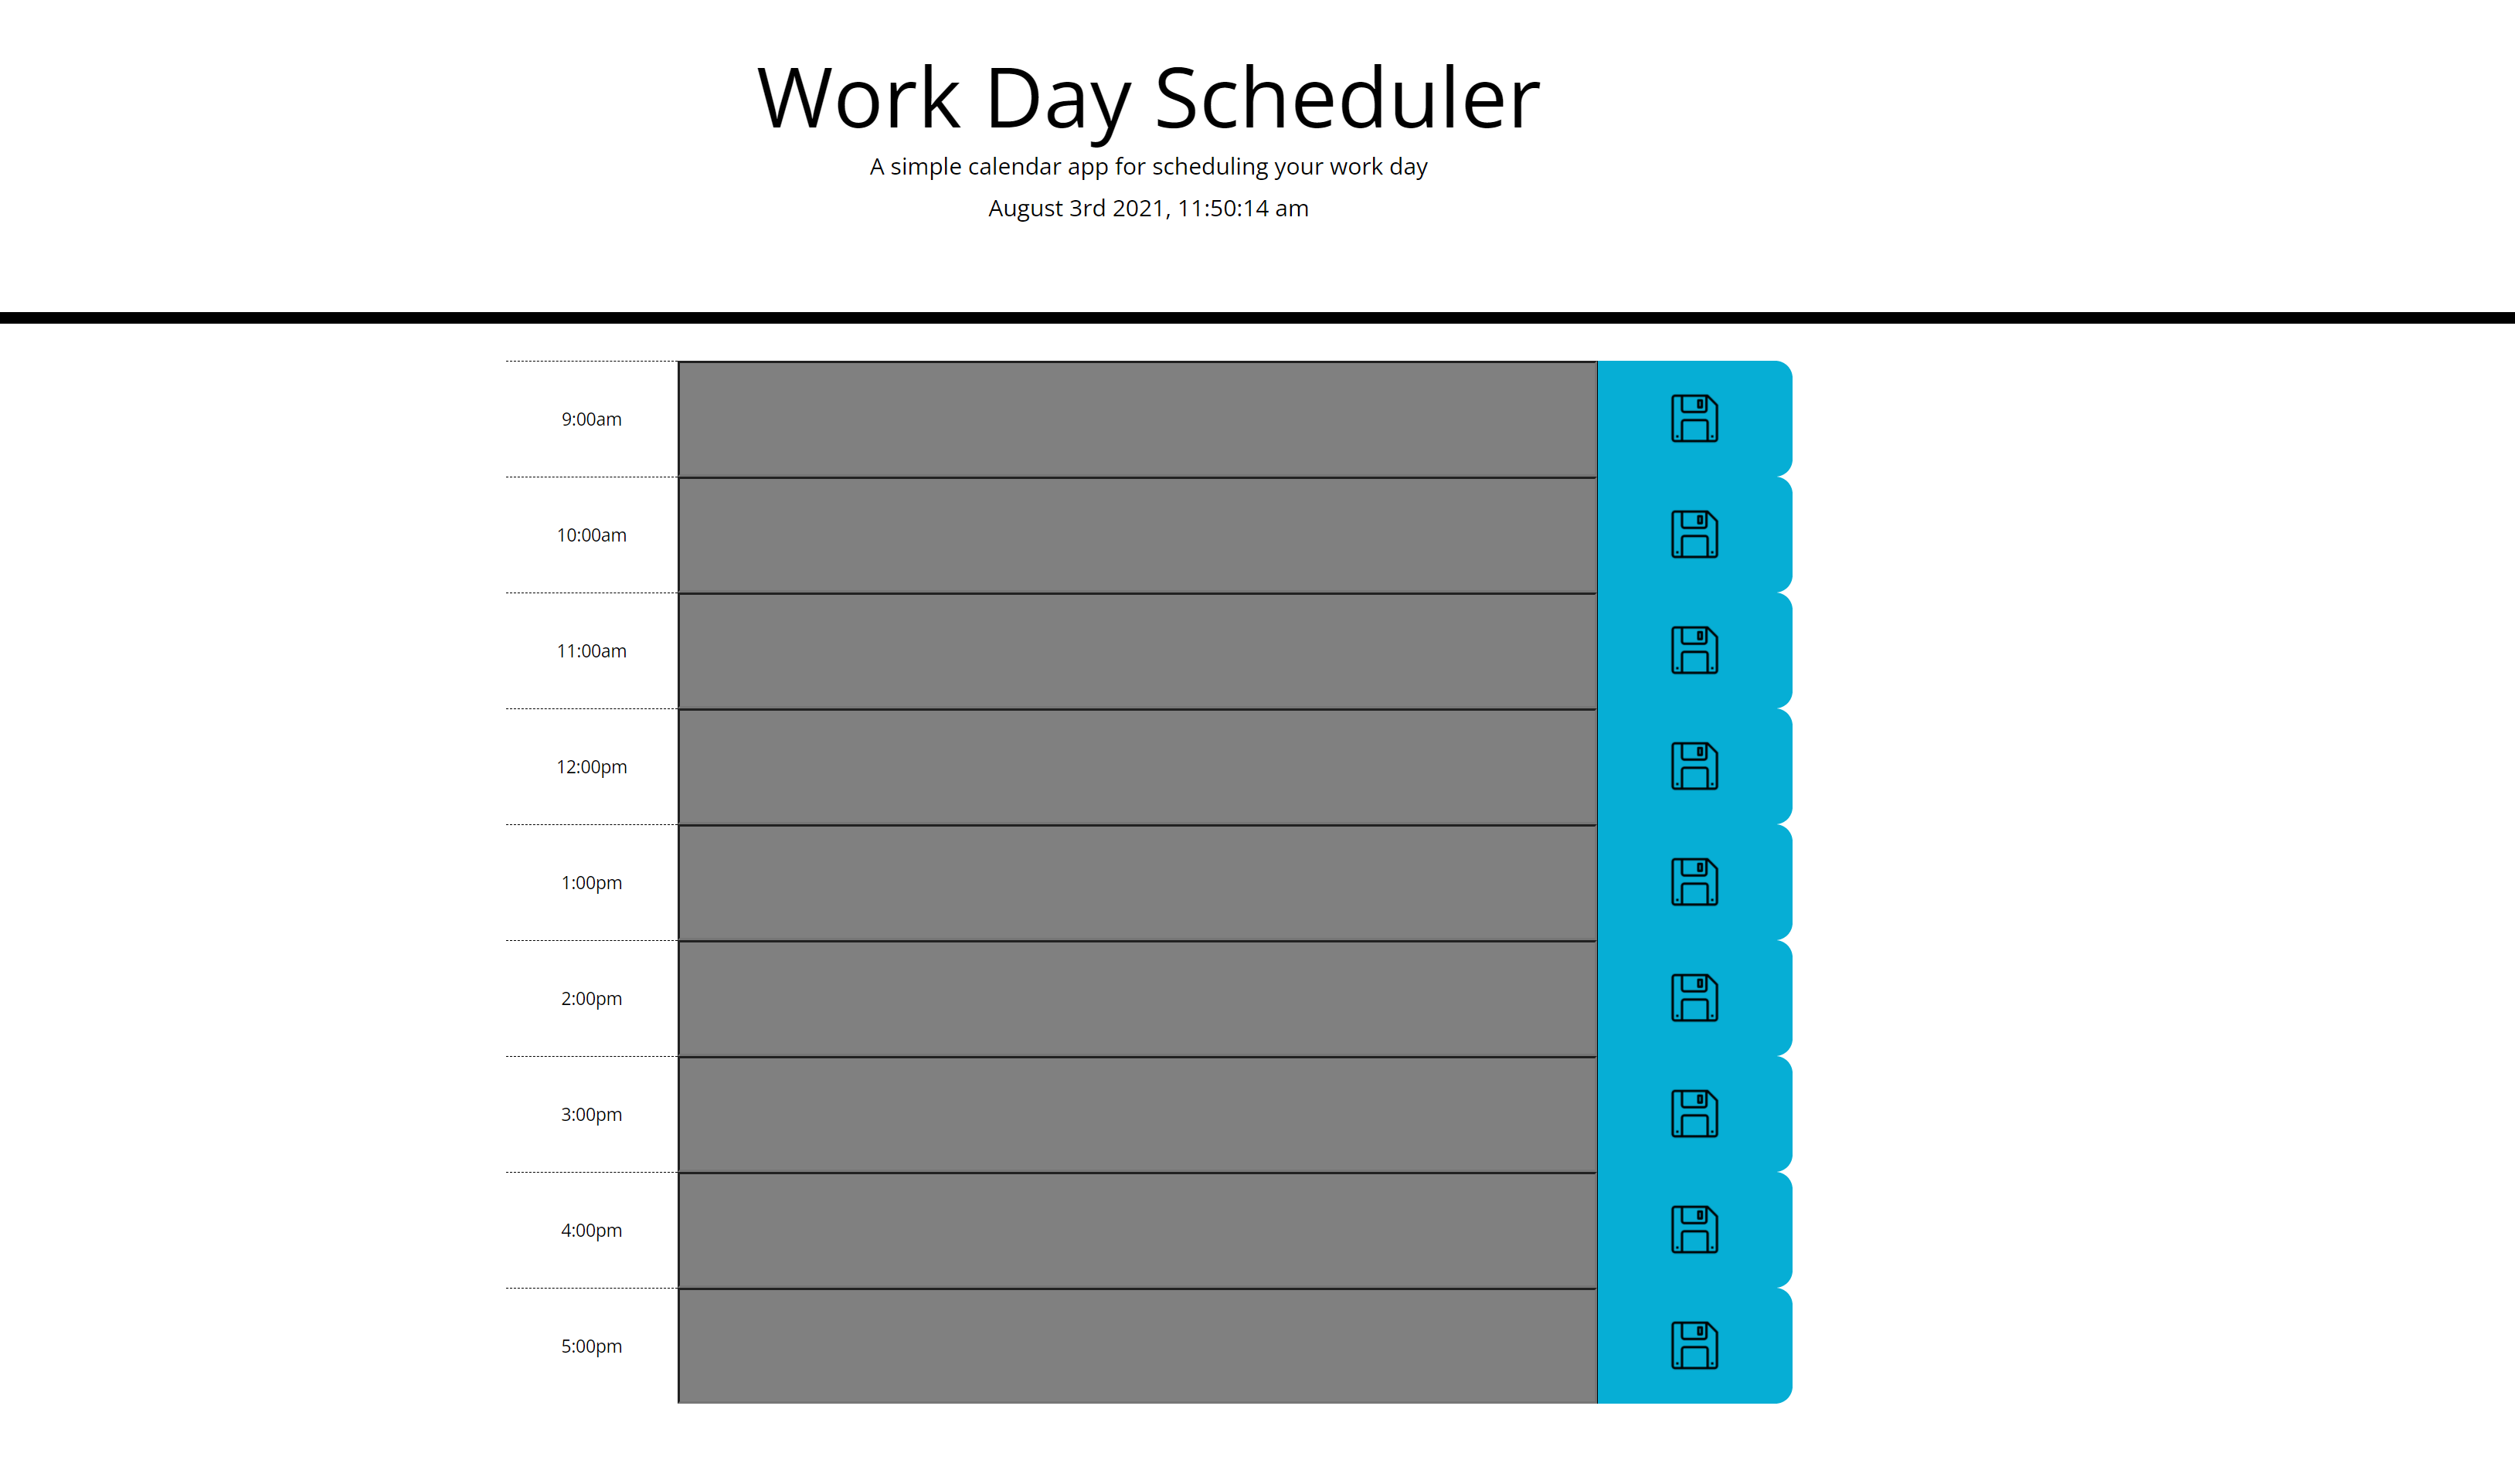 Work Day Scheduler
A simple calendar app for scheduling your work day
August 3rd 2021, 11:50:14 am
9:00am
10:00am
11:00am
12:00pm
1:00pm
2:00pm
3:00pm
4:00pm
5:00pm